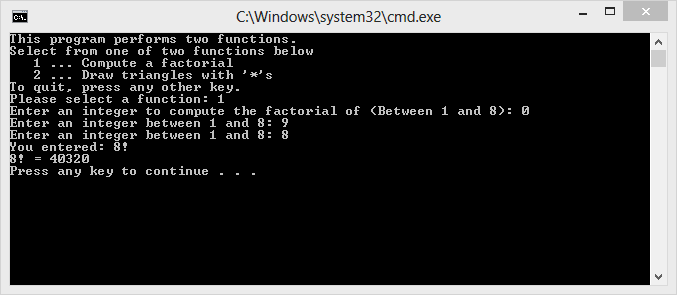 C:\Windows\system32\cmd.exe
This program performs two functions.
Select from one of two functions below
   1 ... Compute a factorial
   2 ... Draw triangles with '*'s
To quit, press any other key.
Please select a function: 1
Enter an integer to compute the factorial of (Between 1 and 8): 0
Enter an integer between 1 and 8: 9
Enter an integer between 1 and 8: 8
You entered: 8!
8! = 40320
Press any key to continue . . .